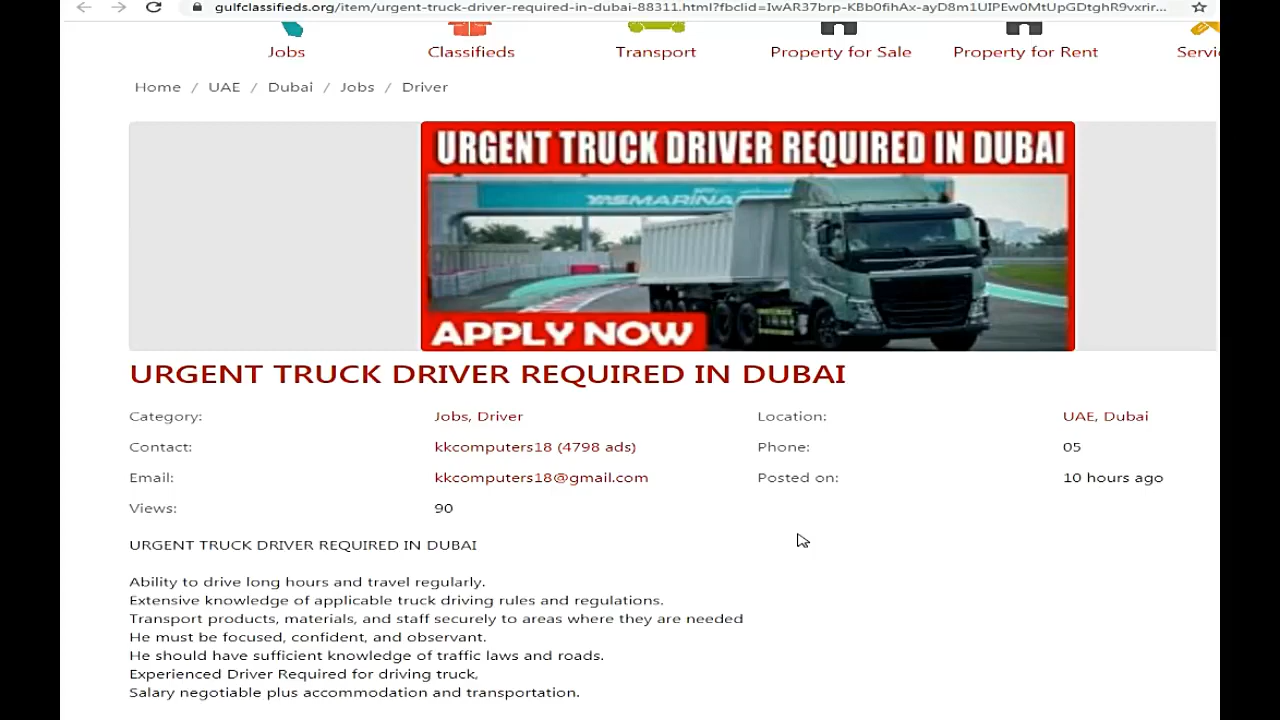 gulfclassifieds.org/item/urgent-truck-driver-required-in-dubai-88311.html?fbclid=IwAR37brp-KBb0fihAx-ayD8m1UIPEw0MtUpGDtghR9vxrir...
Jobs Classifieds Transport Property for Sale Property for Rent Servi
Home / UAE / Dubai / Jobs / Driver
URGENT TRUCK DRIVER REQUIRED IN DUBAI
YASMARINA
APPLY NOW
URGENT TRUCK DRIVER REQUIRED IN DUBAI
Category: Jobs, Driver Location: UAE, Dubai
Contact: kkcomputers18 (4798 ads) Phone: 05
Email: kkcomputers18@gmail.com Posted on: 10 hours ago
Views: 90
URGENT TRUCK DRIVER REQUIRED IN DUBAI
Ability to drive long hours and travel regularly.
Extensive knowledge of applicable truck driving rules and regulations.
Transport products, materials, and staff securely to areas where they are needed
He must be focused, confident, and observant.
He should have sufficient knowledge of traffic laws and roads.
Experienced Driver Required for driving truck,
Salary negotiable plus accommodation and transportation.